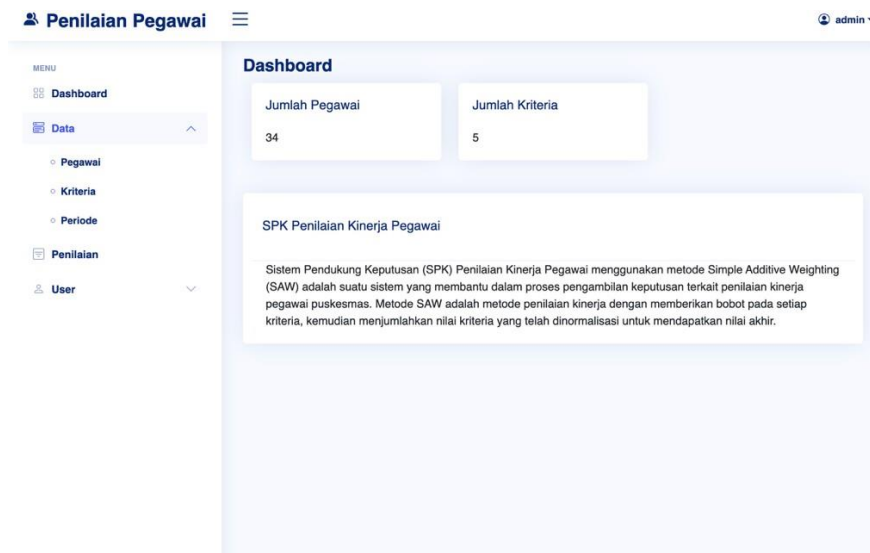 Penilaian Pegawai
admin
MENU
Dashboard
Data
Pegawai
Kriteria
Periode
Penilaian
User
Dashboard
Jumlah Pegawai
34
Jumlah Kriteria
5
SPK Penilaian Kinerja Pegawai
Sistem Pendukung Keputusan (SPK) Penilaian Kinerja Pegawai menggunakan metode Simple Additive Weighting
(SAW) adalah suatu sistem yang membantu dalam proses pengambilan keputusan terkait penilaian kinerja
pegawai puskesmas. Metode SAW adalah metode penilaian kinerja dengan memberikan bobot pada setiap
kriteria, kemudian menjumlahkan nilai kriteria yang telah dinormalisasi untuk mendapatkan nilai akhir.